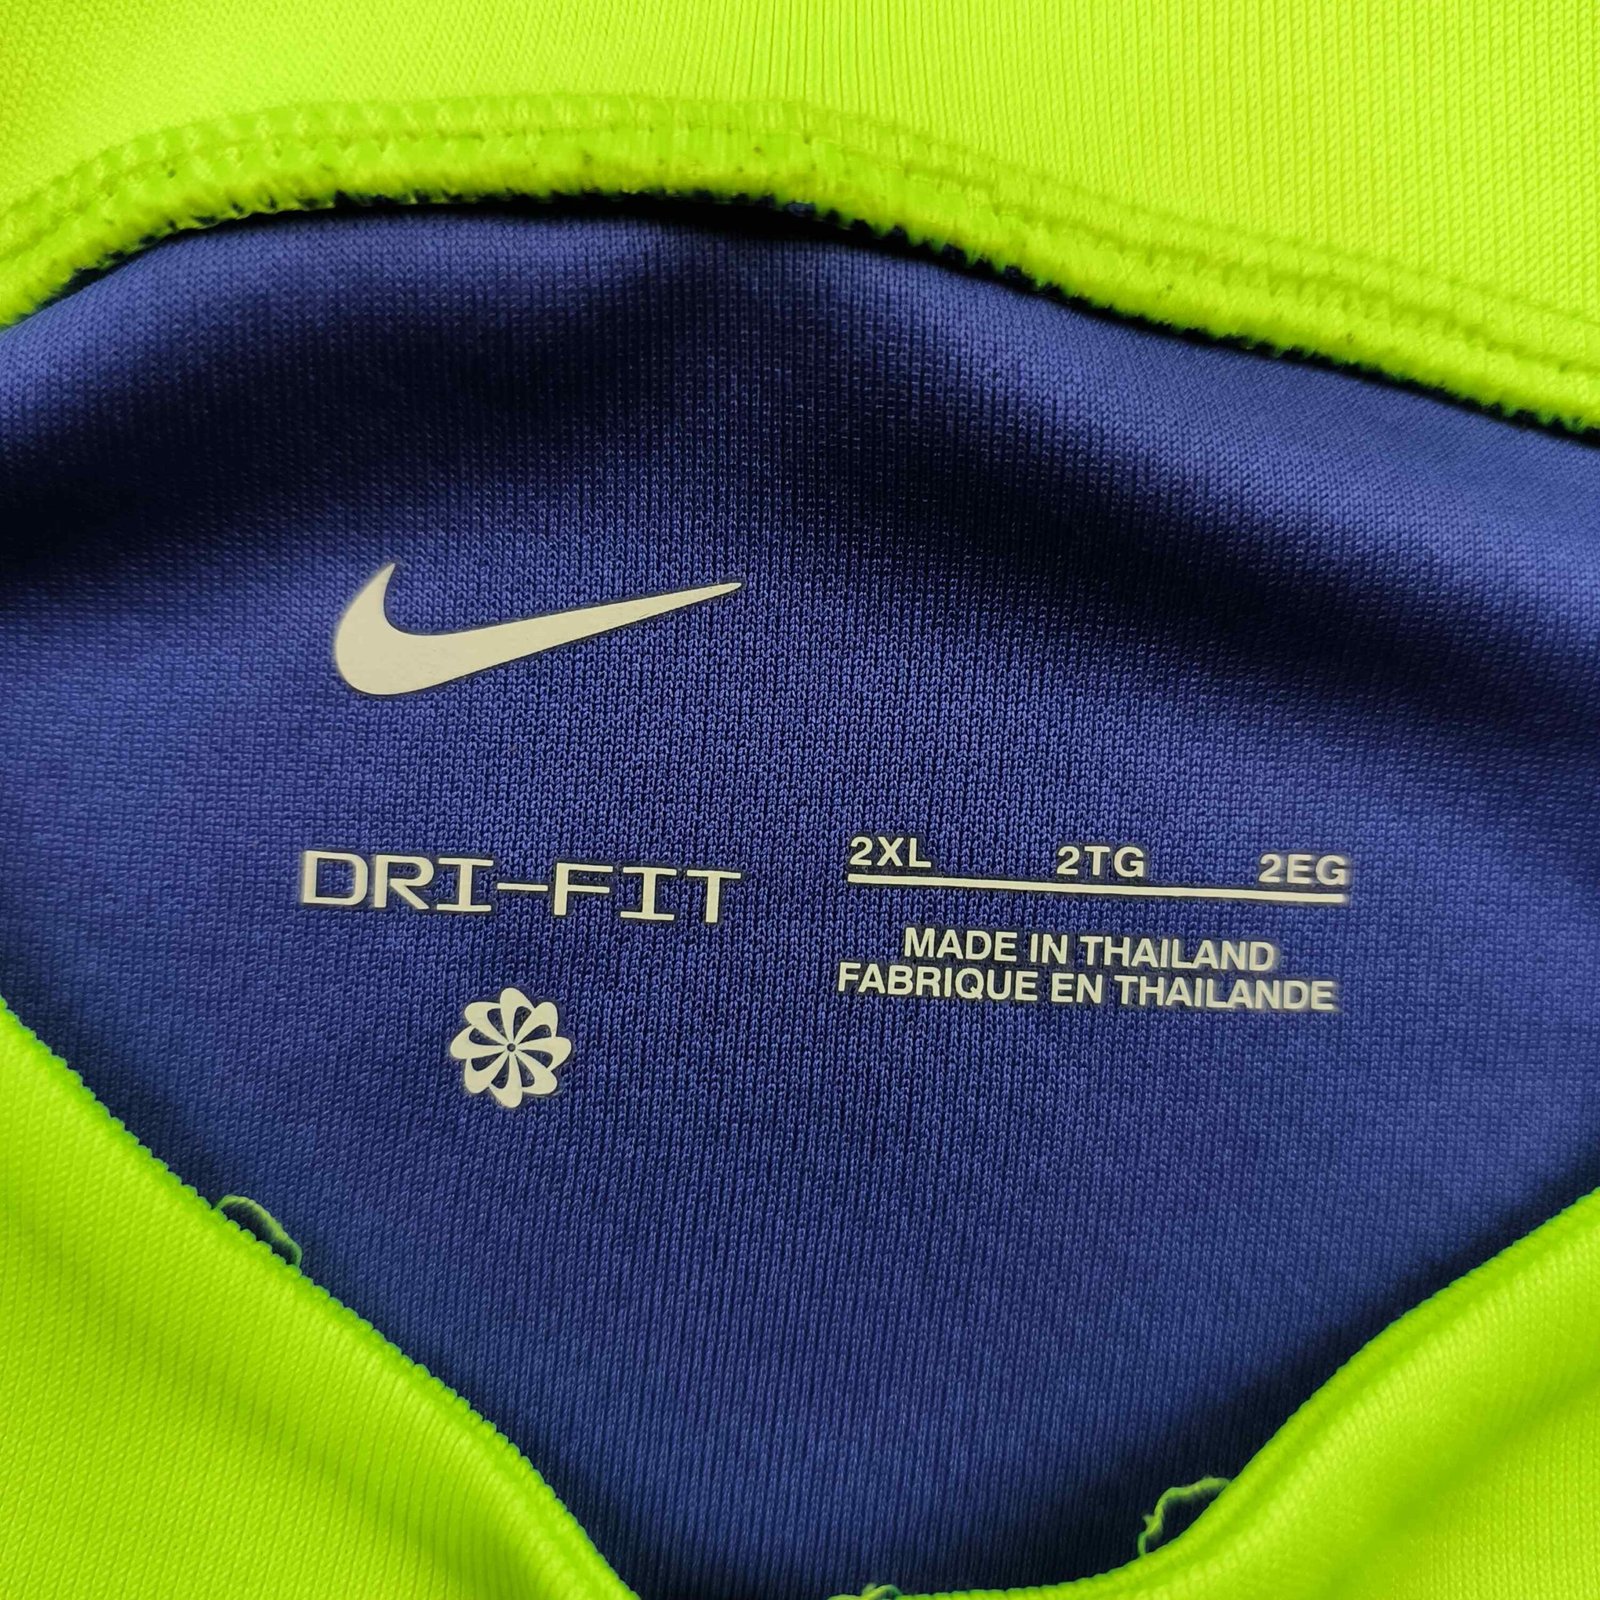 DRI-FIT
2XL 2TG 2EG
MADE IN THAILAND
FABRIQUE EN THAILANDE